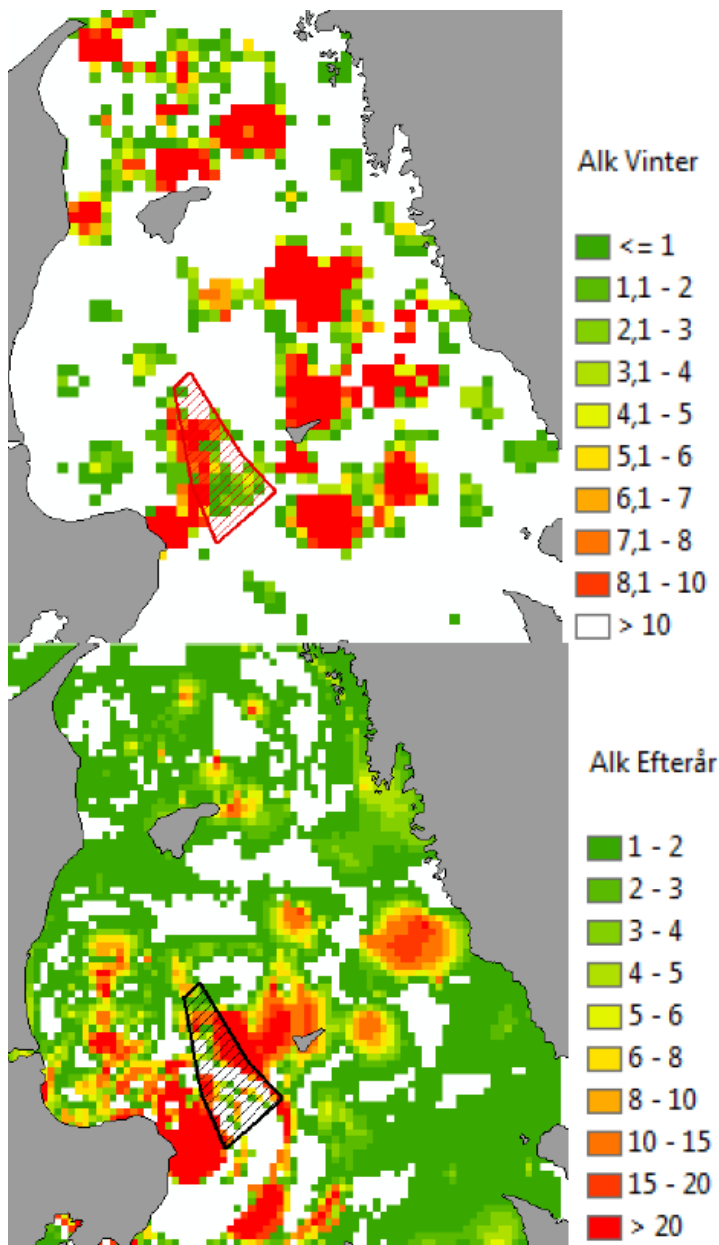 Alk Vinter
<= 1
1,1 - 2
2,1 - 3
3,1 - 4
4,1 - 5
5,1 - 6
6,1 - 7
7,1 - 8
8,1 - 10
> 10
Alk Efterår
1 - 2
2 - 3
3 - 4
4 - 5
5 - 6
6 - 8
8 - 10
10 - 15
15 - 20
> 20